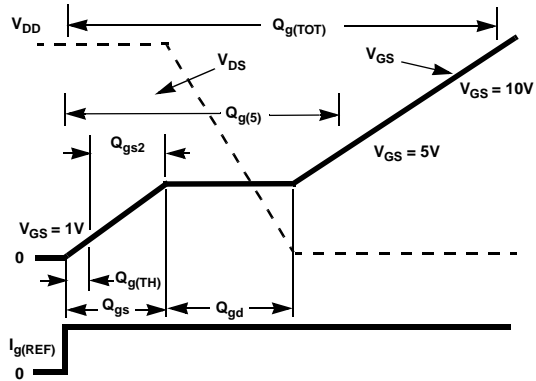 V_DD
Q_g(TOT)
V_DS
V_GS
V_GS = 10V
Q_g(5)
Q_gs2
V_GS = 5V
V_GS = 1V
0
Q_g(TH)
Q_gs
Q_gd
I_g(REF)
0